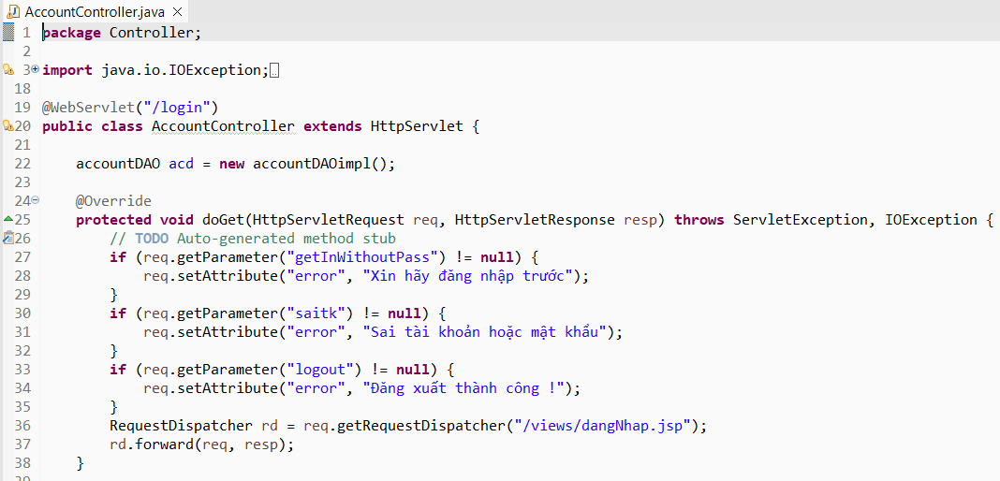 AccountController.java
1 package Controller;
2
3 import java.io.IOException;
18
19 @WebServlet("/login")
20 public class AccountController extends HttpServlet {
21
22 accountDAO acd = new accountDAOimpl();
23
24 @Override
25 protected void doGet(HttpServletRequest req, HttpServletResponse resp) throws ServletException, IOException {
26 // TODO Auto-generated method stub
27 if (req.getParameter("getInWithoutPass") != null) {
28 req.setAttribute("error", "Xin hãy đăng nhập trước");
29 }
30 if (req.getParameter("saitk") != null) {
31 req.setAttribute("error", "Sai tài khoản hoặc mật khẩu");
32 }
33 if (req.getParameter("logout") != null) {
34 req.setAttribute("error", "Đăng xuất thành công !");
35 }
36 RequestDispatcher rd = req.getRequestDispatcher("/views/dangNhap.jsp");
37 rd.forward(req, resp);
38 }